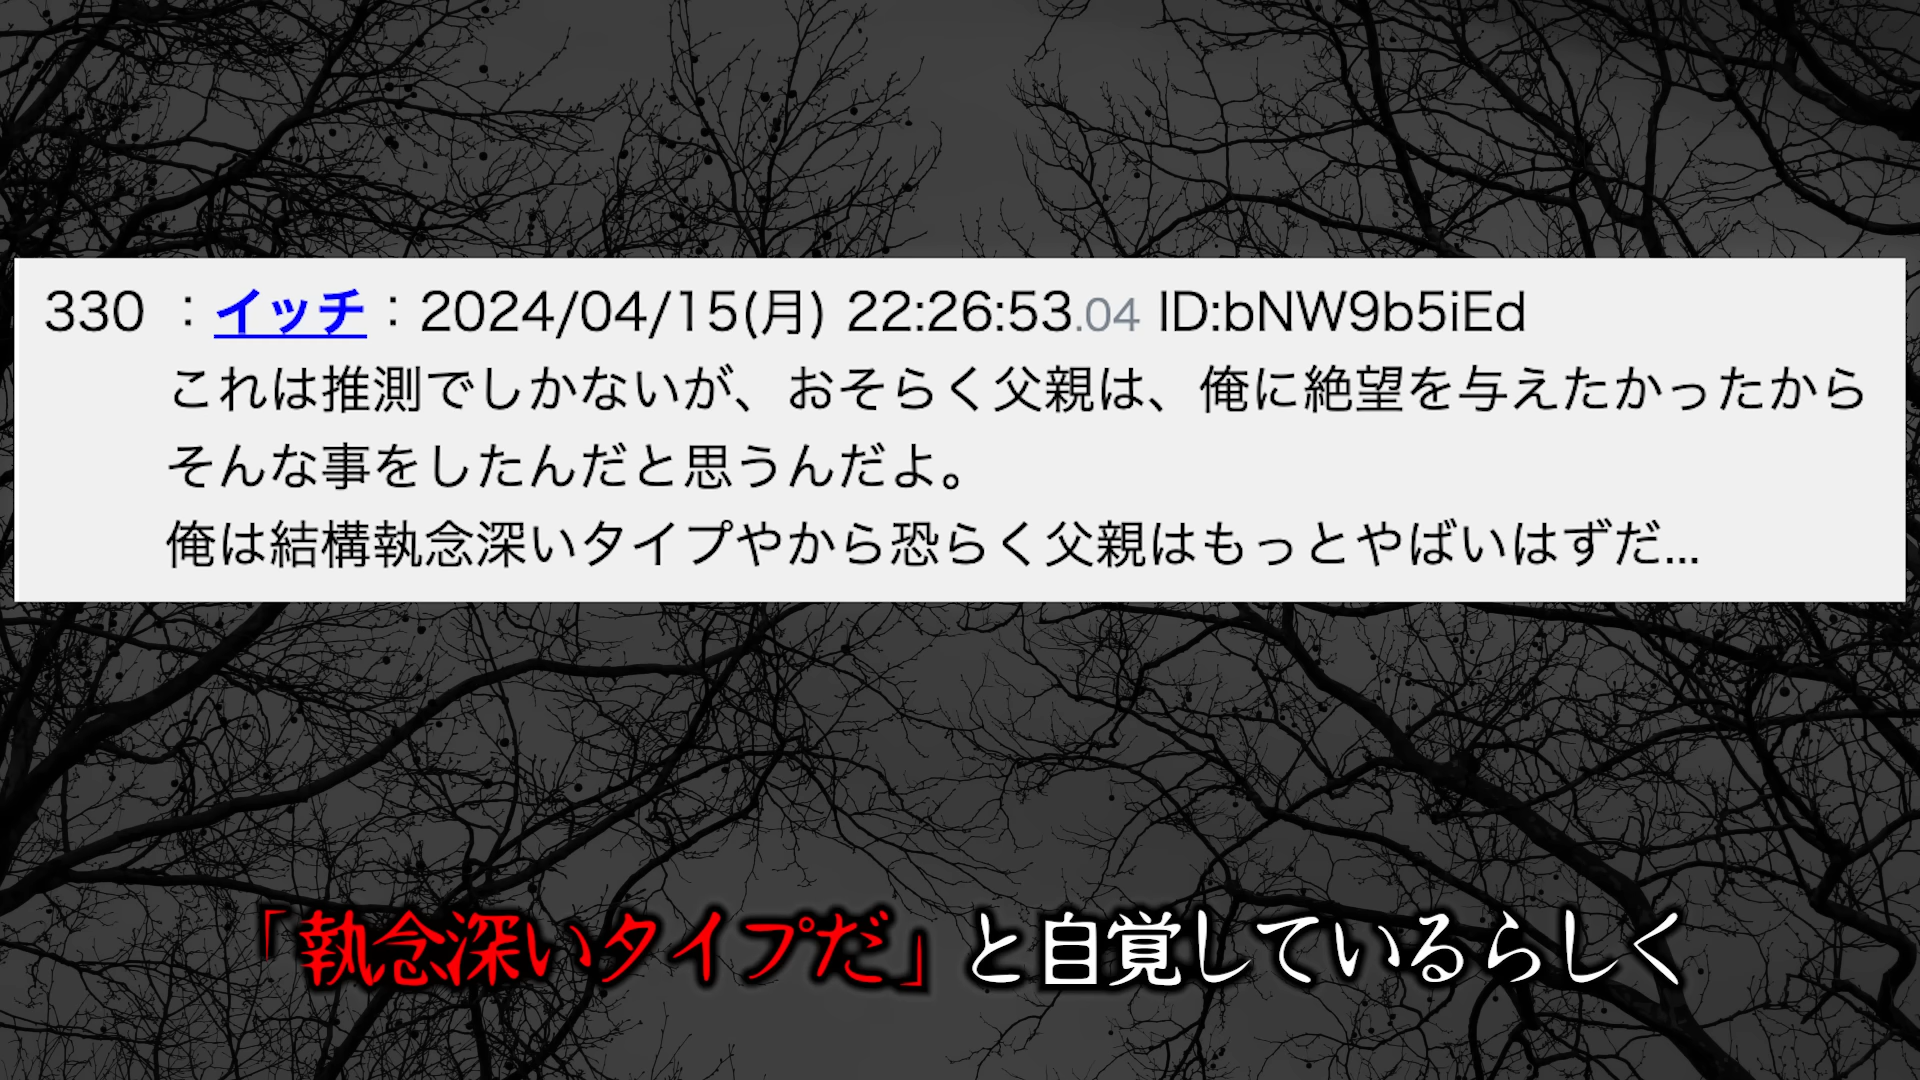 330 ：イッチ：2024/04/15(月) 22:26:53.04 ID:bNW9b5iEd
これは推測でしかないが、おそらく父親は、俺に絶望を与えたかったから
そんな事をしたんだと思うんだよ。
俺は結構執念深いタイプやから恐らく父親はもっとやばいはずだ...
「執念深いタイプだ」と自覚しているらしく